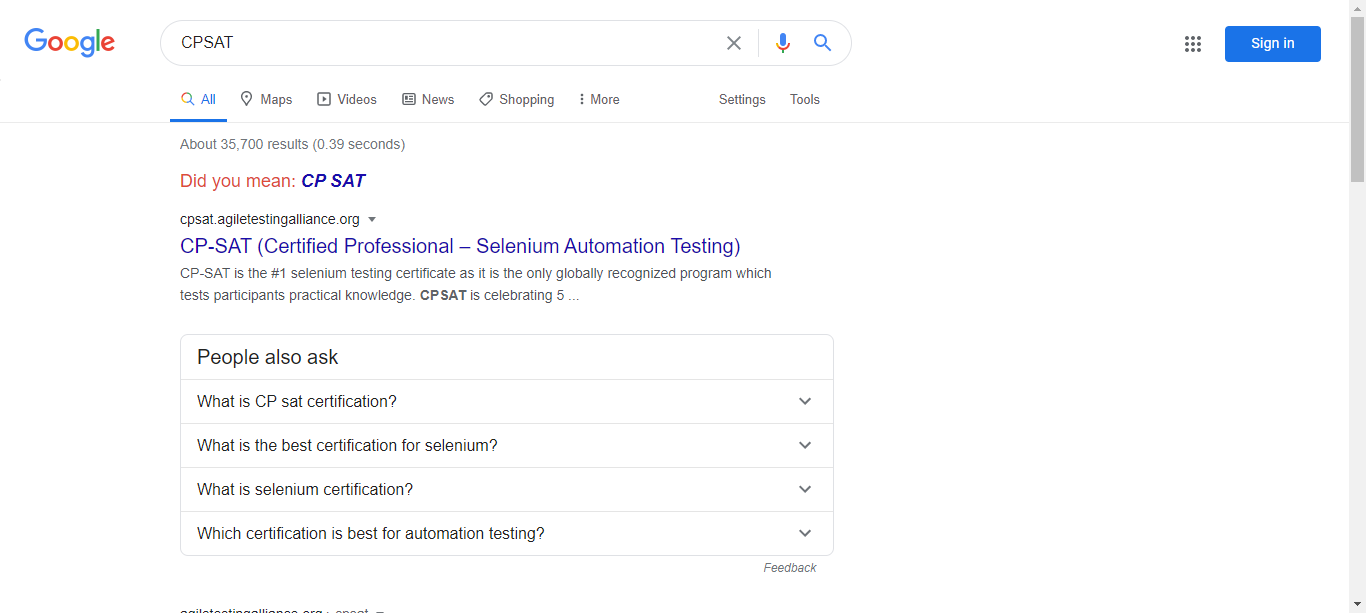 Google
CPSAT
Sign in
All Maps Videos News Shopping More Settings Tools
About 35,700 results (0.39 seconds)
Did you mean: CP SAT
cpsat.agiletestingalliance.org
CP-SAT (Certified Professional – Selenium Automation Testing)
CP-SAT is the #1 selenium testing certificate as it is the only globally recognized program which
tests participants practical knowledge. CPSAT is celebrating 5 ...
People also ask
What is CP sat certification?
What is the best certification for selenium?
What is selenium certification?
Which certification is best for automation testing?
Feedback
agiletestingalliance.org › cpsat